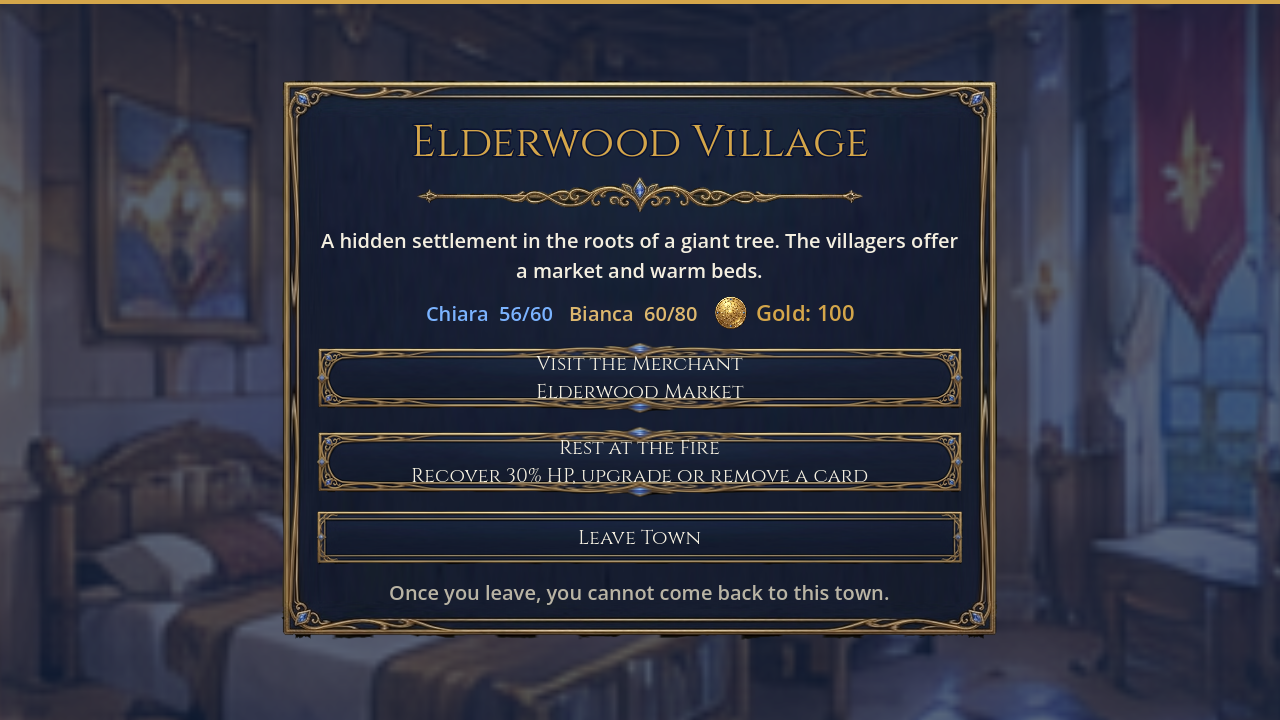 Elderwood Village
A hidden settlement in the roots of a giant tree. The villagers offer
a market and warm beds.
Chiara 56/60 Bianca 60/80 Gold: 100
Visit the Merchant
Elderwood Market
Rest at the Fire
Recover 30% HP, upgrade or remove a card
Leave Town
Once you leave, you cannot come back to this town.